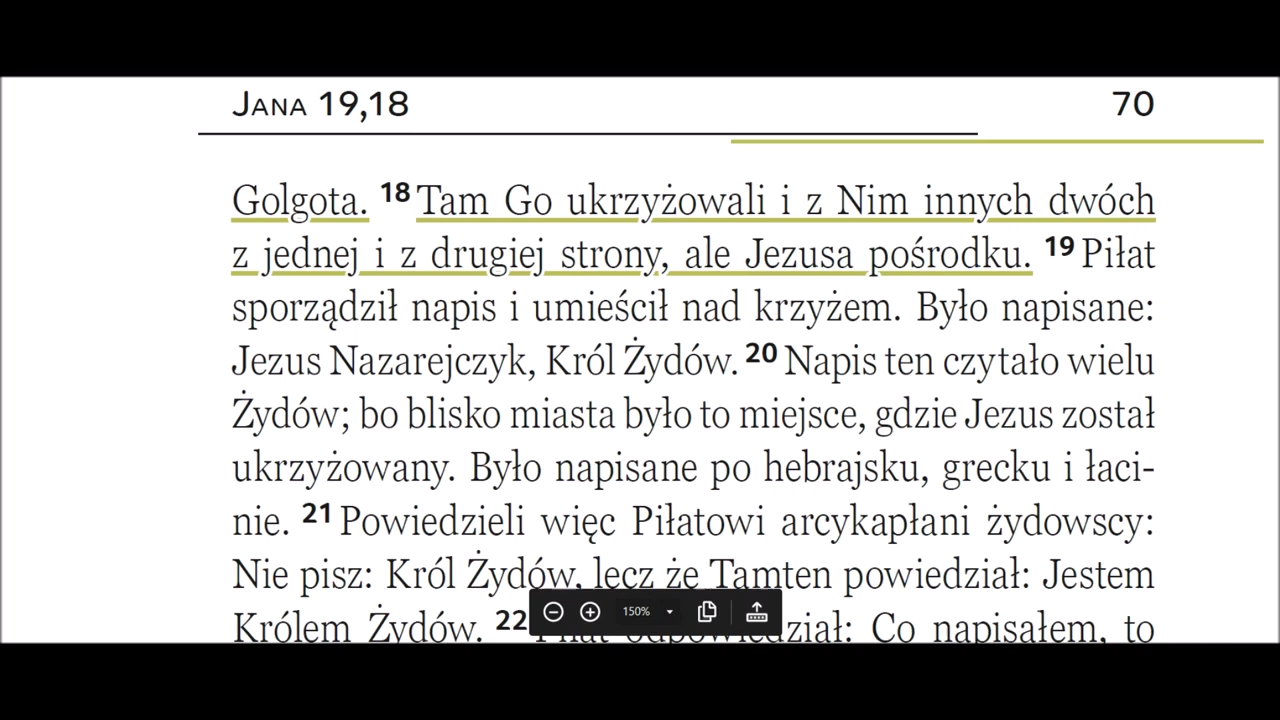 Jana 19,18
70
Golgota. 18 Tam Go ukrzyżowali i z Nim innych dwóch
z jednej i z drugiej strony, ale Jezusa pośrodku. 19 Piłat
sporządził napis i umieścił nad krzyżem. Było napisane:
Jezus Nazarejczyk, Król Żydów. 20 Napis ten czytało wielu
Żydów; bo blisko miasta było to miejsce, gdzie Jezus został
ukrzyżowany. Było napisane po hebrajsku, grecku i łaci-
nie. 21 Powiedzieli więc Piłatowi arcykapłani żydowscy:
Nie pisz: Król Żydów, lecz że Tamten powiedział: Jestem
Królem Żydów. 22 Piłat odpowiedział: Co napisałem, to
150%